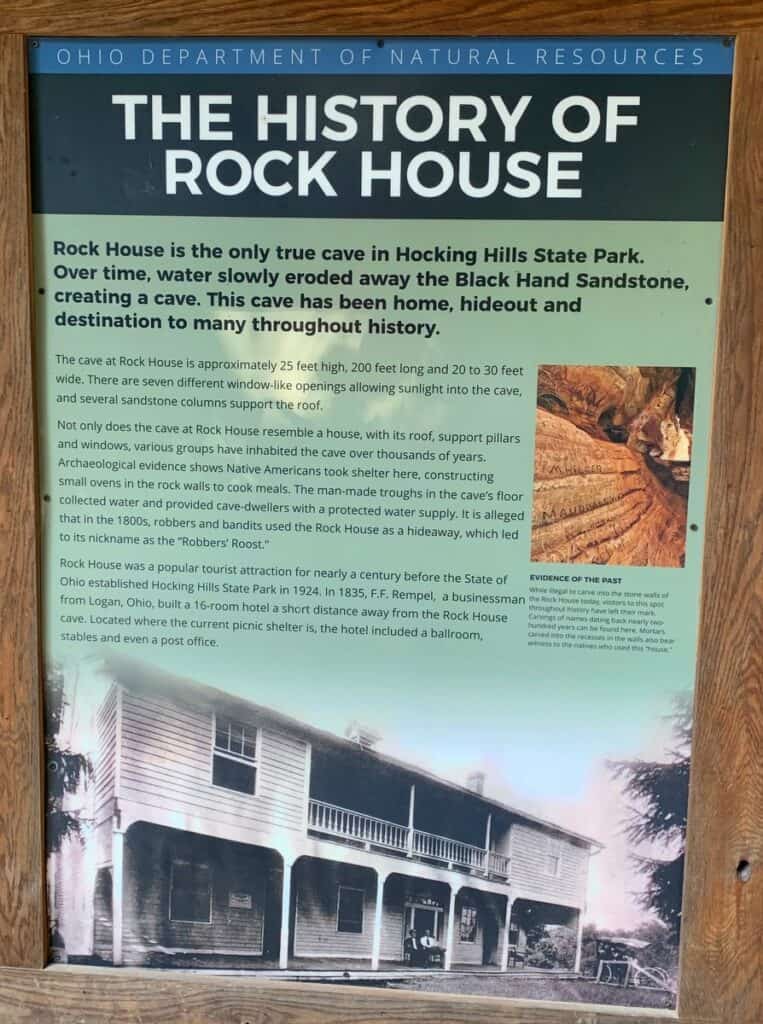 OHIO DEPARTMENT OF NATURAL RESOURCES
THE HISTORY OF
ROCK HOUSE
Rock House is the only true cave in Hocking Hills State Park.
Over time, water slowly eroded away the Black Hand Sandstone,
creating a cave. This cave has been home, hideout and
destination to many throughout history.
The cave at Rock House is approximately 25 feet high, 200 feet long and 20 to 30 feet
wide. There are seven different window-like openings allowing sunlight into the cave,
and several sandstone columns support the roof.
Not only does the cave at Rock House resemble a house, with its roof, support pillars
and windows, various groups have inhabited the cave over thousands of years.
Archaeological evidence shows Native Americans took shelter here, constructing
small ovens in the rock walls to cook meals. The man-made troughs in the cave's floor
collected water and provided cave-dwellers with a protected water supply. It is alleged
that in the 1800s, robbers and bandits used the Rock House as a hideaway, which led
to its nickname as the "Robbers' Roost."
Rock House was a popular tourist attraction for nearly a century before the State of
Ohio established Hocking Hills State Park in 1924. In 1835, F.F. Rempel, a businessman
from Logan, Ohio, built a 16-room hotel a short distance away from the Rock House
cave. Located where the current picnic shelter is, the hotel included a ballroom,
stables and even a post office.
EVIDENCE OF THE PAST
While illegal to carve into the stone walls of
the Rock House today, visitors to this spot
throughout history have left their mark.
Carvings of names dating back nearly two-
hundred years can be found here. Mortars
carved into the recesses in the walls also bear
witness to the natives who used this "house."